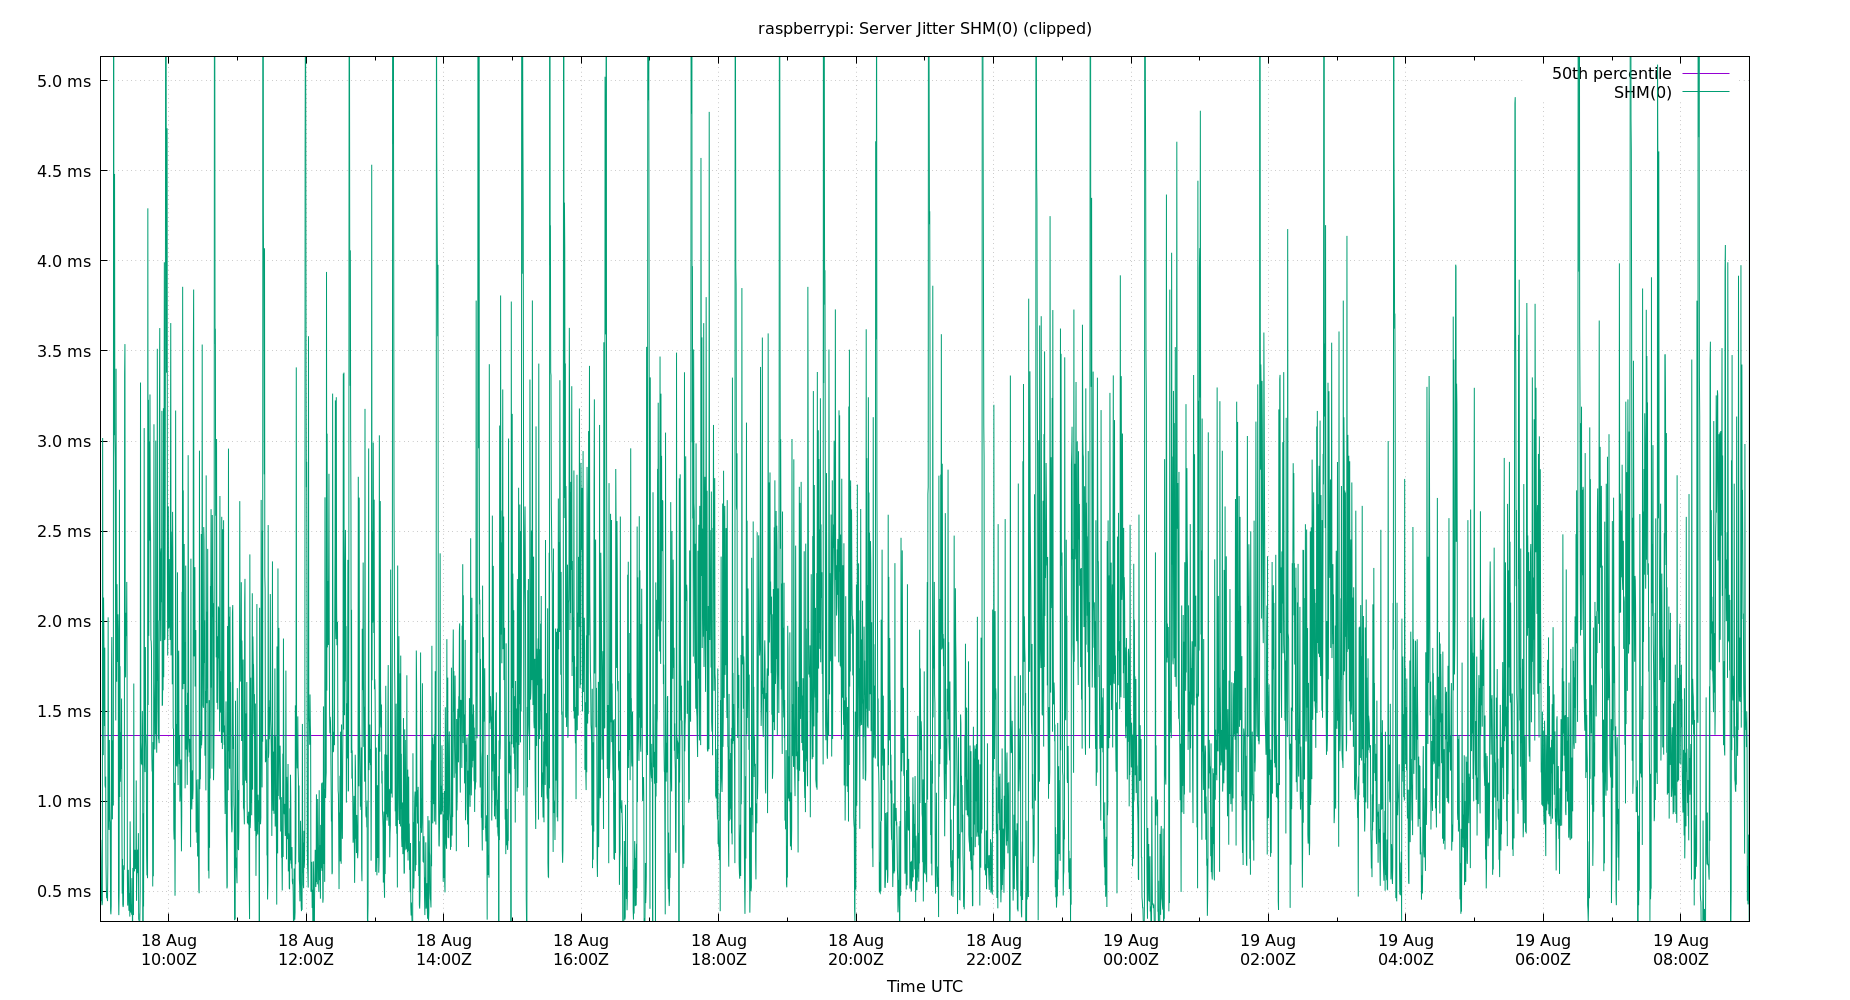 raspberrypi: Server Jitter SHM(0) (clipped)
50th percentile
SHM(0)
5.0 ms
4.5 ms
4.0 ms
3.5 ms
3.0 ms
2.5 ms
2.0 ms
1.5 ms
1.0 ms
0.5 ms
18 Aug 18 Aug 18 Aug 18 Aug 18 Aug 18 Aug 18 Aug 19 Aug 19 Aug 19 Aug 19 Aug 19 Aug
10:00Z 12:00Z 14:00Z 16:00Z 18:00Z 20:00Z 22:00Z 00:00Z 02:00Z 04:00Z 06:00Z 08:00Z
Time UTC